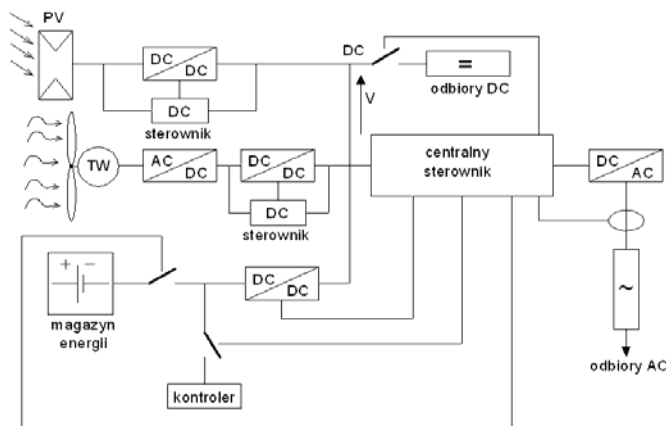 PV
DC
DC
DC
sterownik
DC
V
=
odbiory DC
TW
AC
DC
DC
DC
DC
sterownik
centralny
sterownik
DC
AC
+ −
magazyn
energii
DC
DC
kontroler
~
odbiory AC